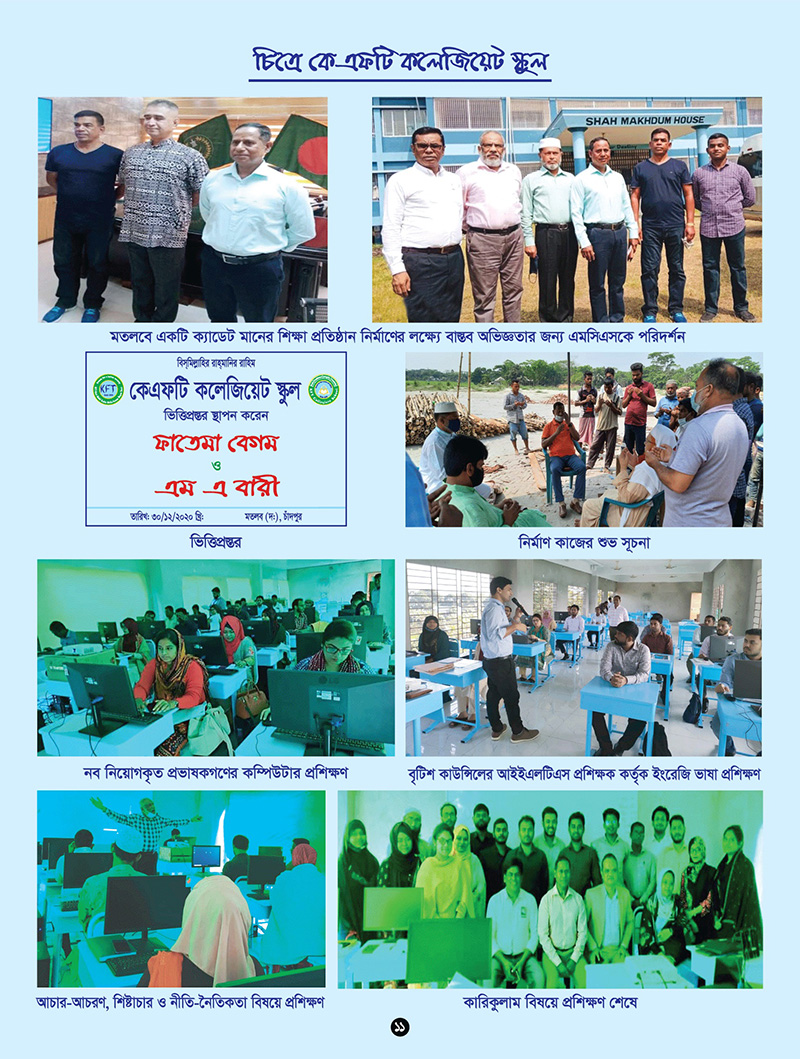 চিত্রে কেএফটি কলেজিয়েট স্কুল
SHAH MAKHDUM HOUSE
মতলবে একটি ক্যাডেট মানের শিক্ষা প্রতিষ্ঠান নির্মাণের লক্ষ্যে বাস্তব অভিজ্ঞতার জন্য এমসিএসকে পরিদর্শন
বিস্‌মিল্লাহির রাহ্‌মানির রাহিম
KFT
কেএফটি কলেজিয়েট স্কুল
ভিত্তিপ্রস্তর স্থাপন করেন
ফাতেমা বেগম
ও
এম এ বারী
তারিখ: ৩০/১২/২০২০ খ্রি:
মতলব (দ:), চাঁদপুর
ভিত্তিপ্রস্তর
নির্মাণ কাজের শুভ সূচনা
নব নিয়োগকৃত প্রভাষকগণের কম্পিউটার প্রশিক্ষণ
বৃটিশ কাউন্সিলের আইইএলটিএস প্রশিক্ষক কর্তৃক ইংরেজি ভাষা প্রশিক্ষণ
আচার-আচরণ, শিষ্টাচার ও নীতি-নৈতিকতা বিষয়ে প্রশিক্ষণ
কারিকুলাম বিষয়ে প্রশিক্ষণ শেষে
১১